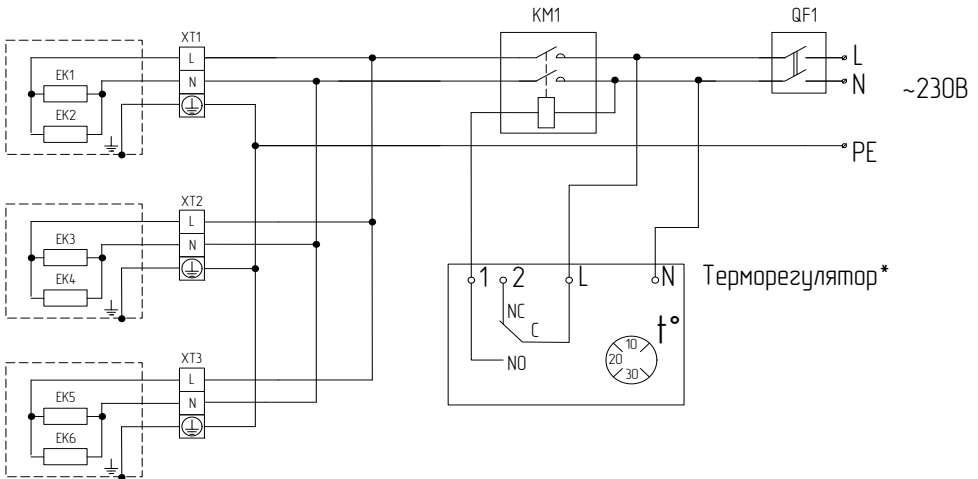 KM1
QF1
XT1
L
N
EK1
EK2
L
N
~230В
PE
XT2
L
N
EK3
EK4
1 2 L N
Терморегулятор*
NC
C
NO
t°
10
20
30
XT3
L
N
EK5
EK6